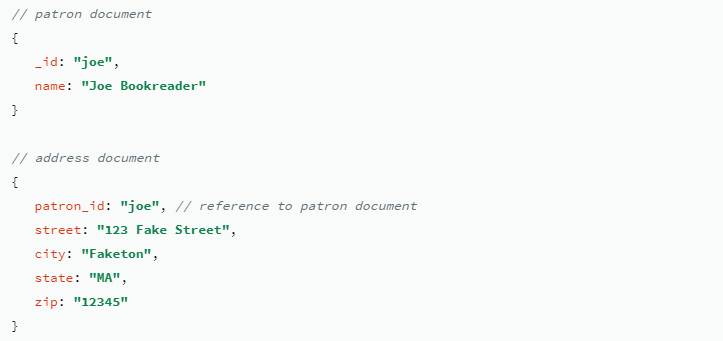 // patron document
{
   _id: "joe",
   name: "Joe Bookreader"
}

// address document
{
   patron_id: "joe", // reference to patron document
   street: "123 Fake Street",
   city: "Faketon",
   state: "MA",
   zip: "12345"
}